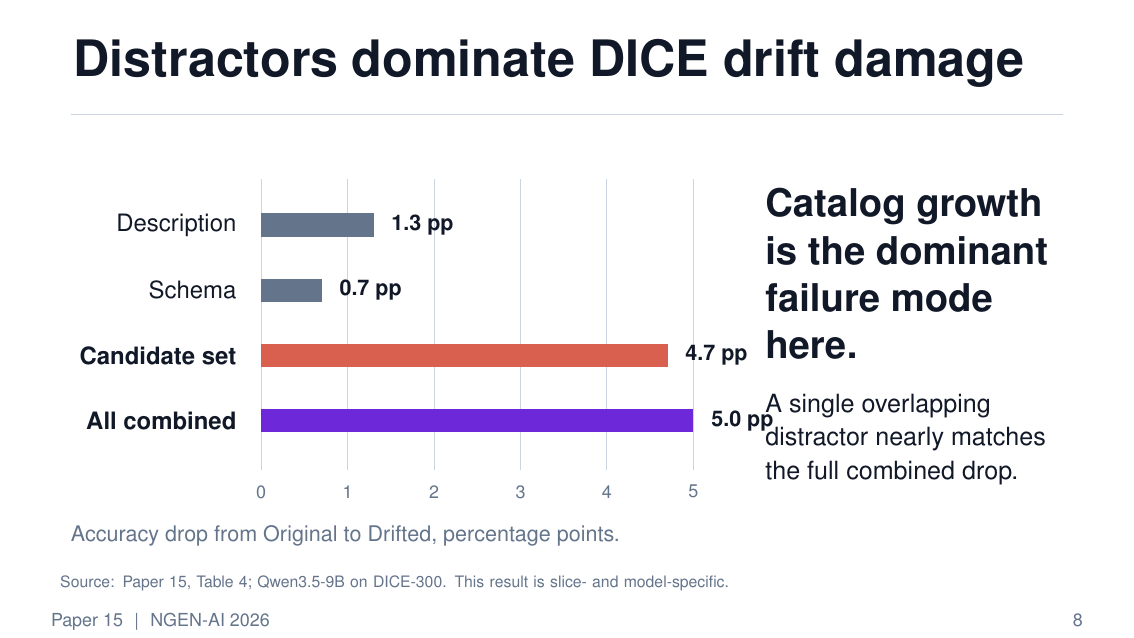 Distractors dominate DICE drift damage
Description
1.3 pp
Schema
0.7 pp
Candidate set
4.7 pp
All combined
5.0 pp
0 1 2 3 4 5
Accuracy drop from Original to Drifted, percentage points.
Catalog growth
is the dominant
failure mode
here.
A single overlapping
distractor nearly matches
the full combined drop.
Source: Paper 15, Table 4; Qwen3.5-9B on DICE-300. This result is slice- and model-specific.
Paper 15 | NGEN-AI 2026
8